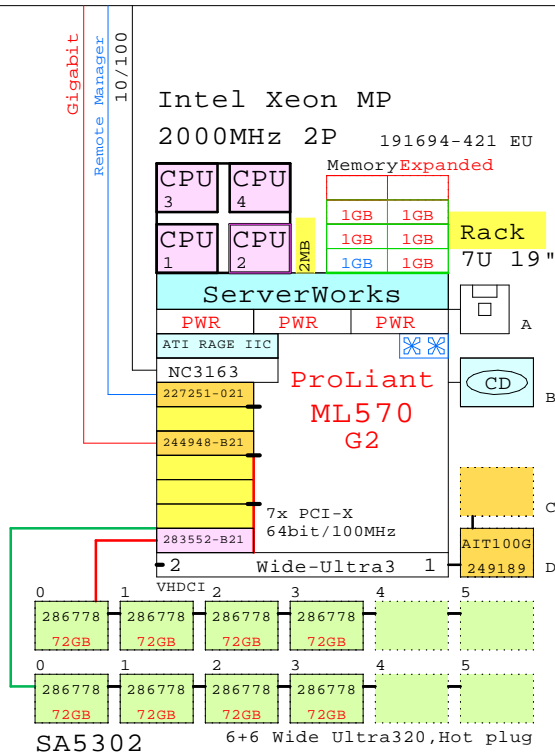 Gigabit
Remote Manager
10/100
Intel Xeon MP
2000MHz 2P
191694-421 EU
Memory Expanded
CPU 3
CPU 4
CPU 1
CPU 2
2MB
1GB 1GB
1GB 1GB
1GB 1GB
Rack
7U 19"
ServerWorks
PWR PWR PWR
A
ATI RAGE IIC
NC3163
227251-021
ProLiant
ML570
G2
CD
B
244948-B21
7x PCI-X
64bit/100MHz
283552-B21
C
AIT100G
249189
D
2 Wide-Ultra3 1
VHDCI
0 1 2 3 4 5
286778 286778 286778 286778
72GB 72GB 72GB 72GB
0 1 2 3 4 5
286778 286778 286778 286778
72GB 72GB 72GB 72GB
SA5302
6+6 Wide Ultra320,Hot plug